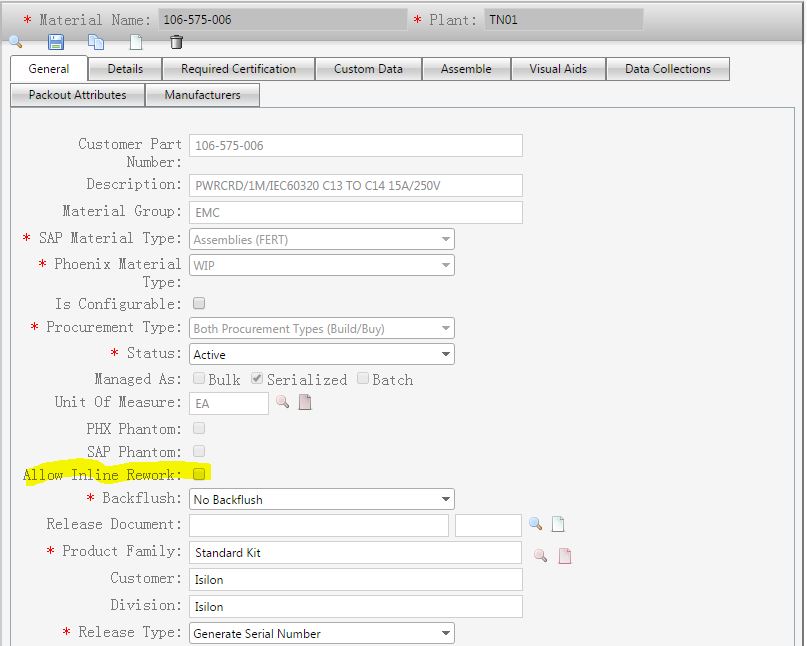 * Material Name: 106-575-006 * Plant: TN01
General Details Required Certification Custom Data Assemble Visual Aids Data Collections
Packout Attributes Manufacturers
Customer Part Number: 106-575-006
Description: PWRCRD/1M/IEC60320 C13 TO C14 15A/250V
Material Group: EMC
* SAP Material Type: Assemblies (FERT)
* Phoenix Material Type: WIP
Is Configurable:
* Procurement Type: Both Procurement Types (Build/Buy)
* Status: Active
Managed As: Bulk Serialized Batch
Unit Of Measure: EA
PHX Phantom:
SAP Phantom:
Allow Inline Rework:
* Backflush: No Backflush
Release Document:
* Product Family: Standard Kit
Customer: Isilon
Division: Isilon
* Release Type: Generate Serial Number